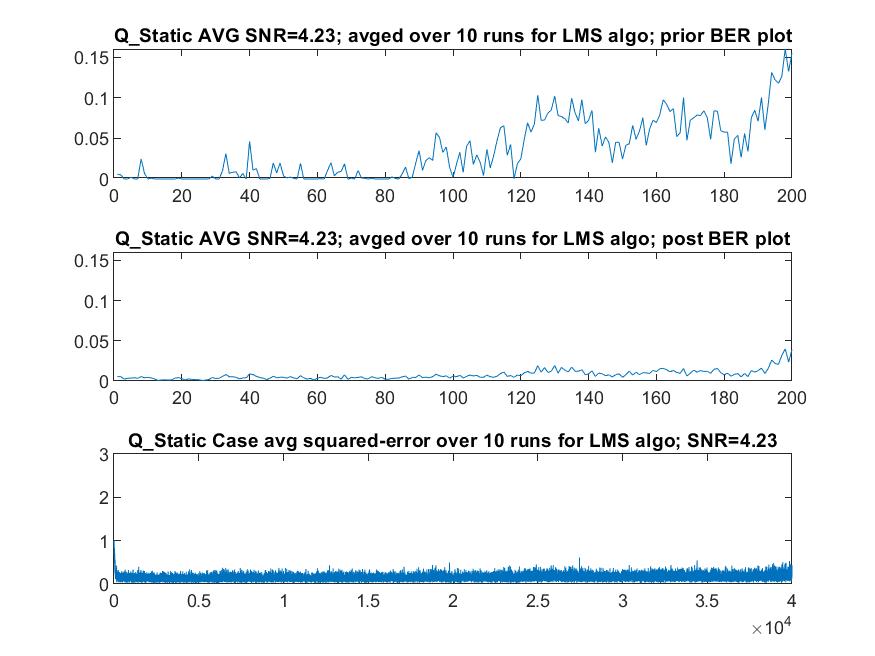 Q_Static AVG SNR=4.23; avged over 10 runs for LMS algo; prior BER plot
0.15
0.1
0.05
0
0 20 40 60 80 100 120 140 160 180 200
Q_Static AVG SNR=4.23; avged over 10 runs for LMS algo; post BER plot
0.15
0.1
0.05
0
0 20 40 60 80 100 120 140 160 180 200
Q_Static Case avg squared-error over 10 runs for LMS algo; SNR=4.23
3
2
1
0
0 0.5 1 1.5 2 2.5 3 3.5 4
×10⁴